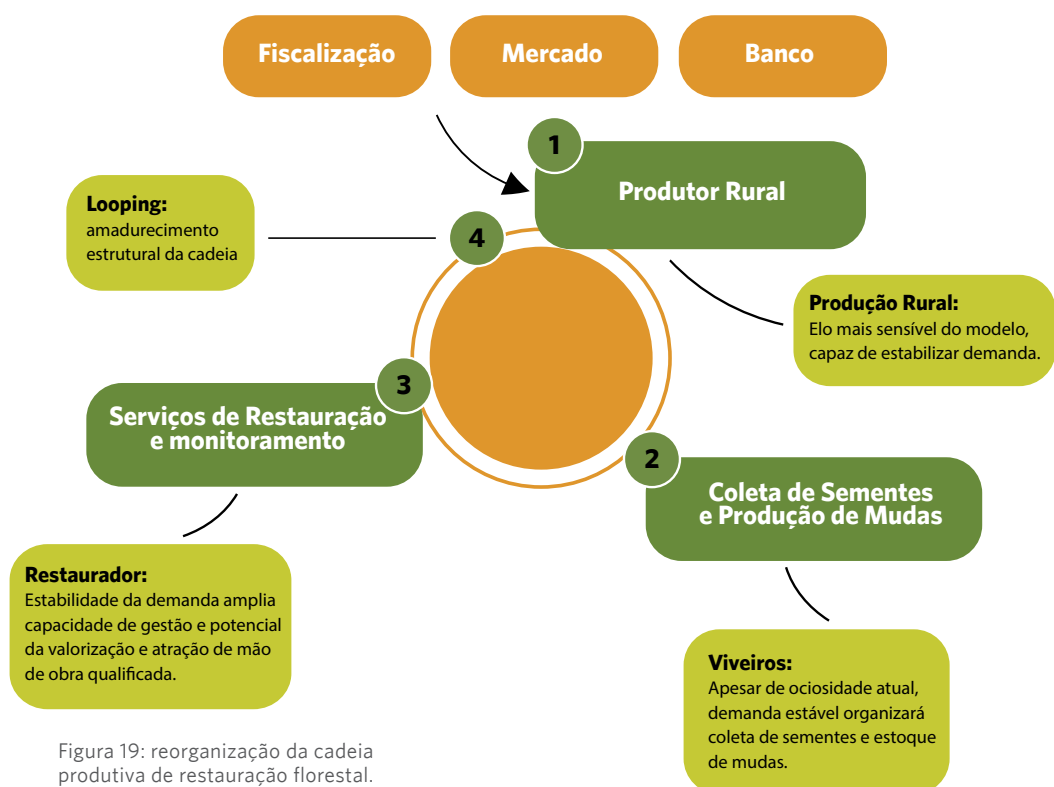 Fiscalização
Mercado
Banco
1
Produtor Rural
Looping:
amadurecimento
estrutural da cadeia
4
Produção Rural:
Elo mais sensível do modelo,
capaz de estabilizar demanda.
3
Serviços de Restauração
e monitoramento
2
Coleta de Sementes
e Produção de Mudas
Restaurador:
Estabilidade da demanda amplia
capacidade de gestão e potencial
da valorização e atração de mão
de obra qualificada.
Viveiros:
Apesar de ociosidade atual,
demanda estável organizará
coleta de sementes e estoque
de mudas.
Figura 19: reorganização da cadeia
produtiva de restauração florestal.